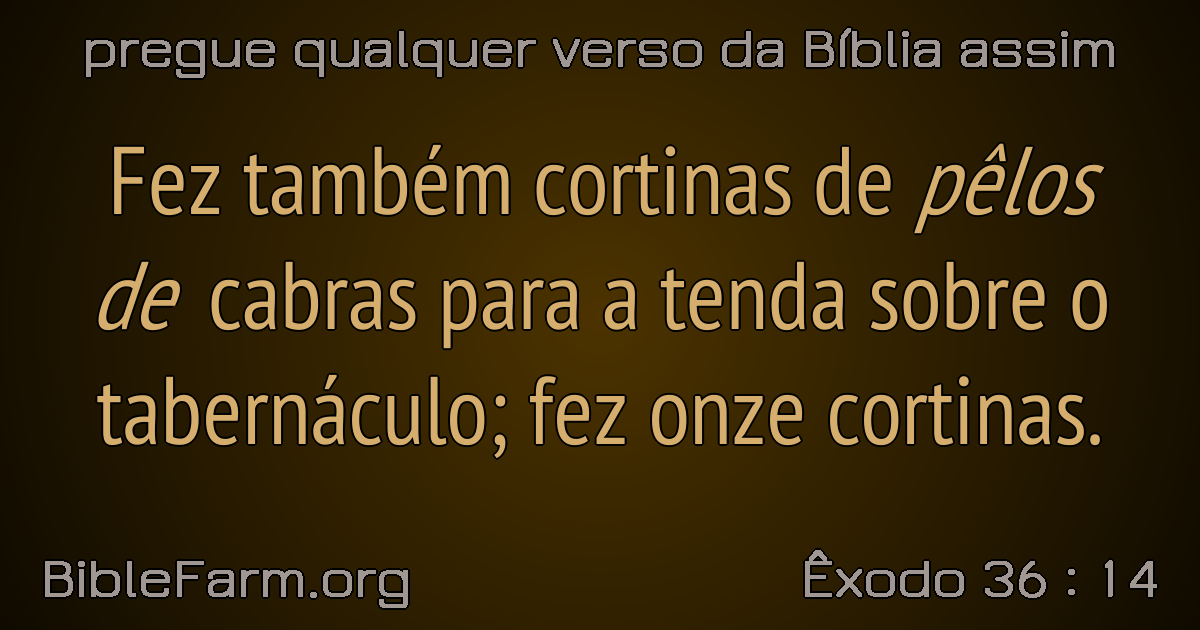 pregue qualquer verso da Bíblia assim
Fez também cortinas de pêlos
de cabras para a tenda sobre o
tabernáculo; fez onze cortinas.
BibleFarm.org
Êxodo 36 : 14